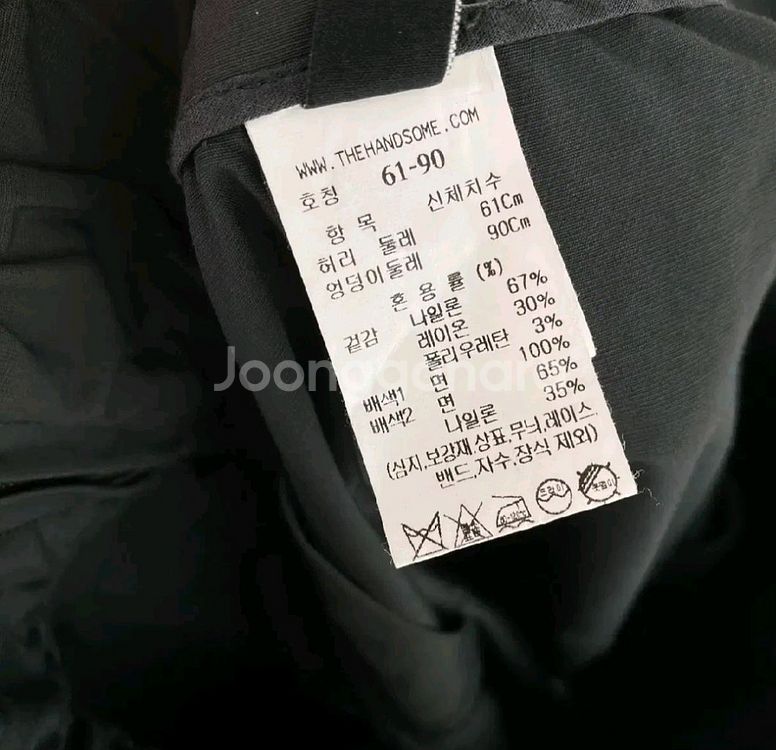 WWW.THEHANDSOME.COM
호칭 61-90
항 목 신체치수
허리 둘레 61Cm
엉덩이둘레 90Cm
혼 용 률 (%)
겉감 나일론 67%
레이온 30%
폴리우레탄 3%
배색1 면 100%
배색2 면 65%
나일론 35%
(심지,보강재,상표,무늬,레이스,
밴드,자수,장식 제외)
드라이
Joonggonara